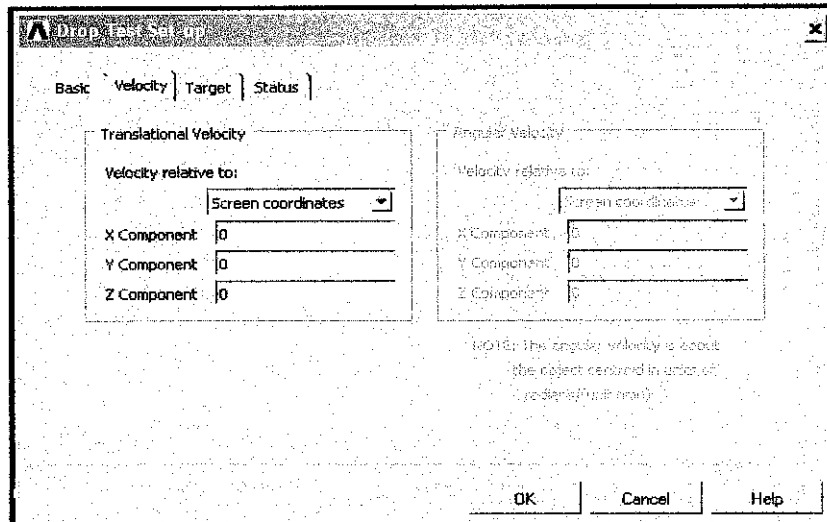 Drop Test Set-up
Basic Velocity Target Status
Translational Velocity
Velocity relative to:
Screen coordinates
X Component 0
Y Component 0
Z Component 0
Angular Velocity
Velocity relative to:
Screen coordinates
X Component 0
Y Component 0
Z Component 0
NOTE: The angular velocity is about
the object centroid in units of
OK Cancel Help